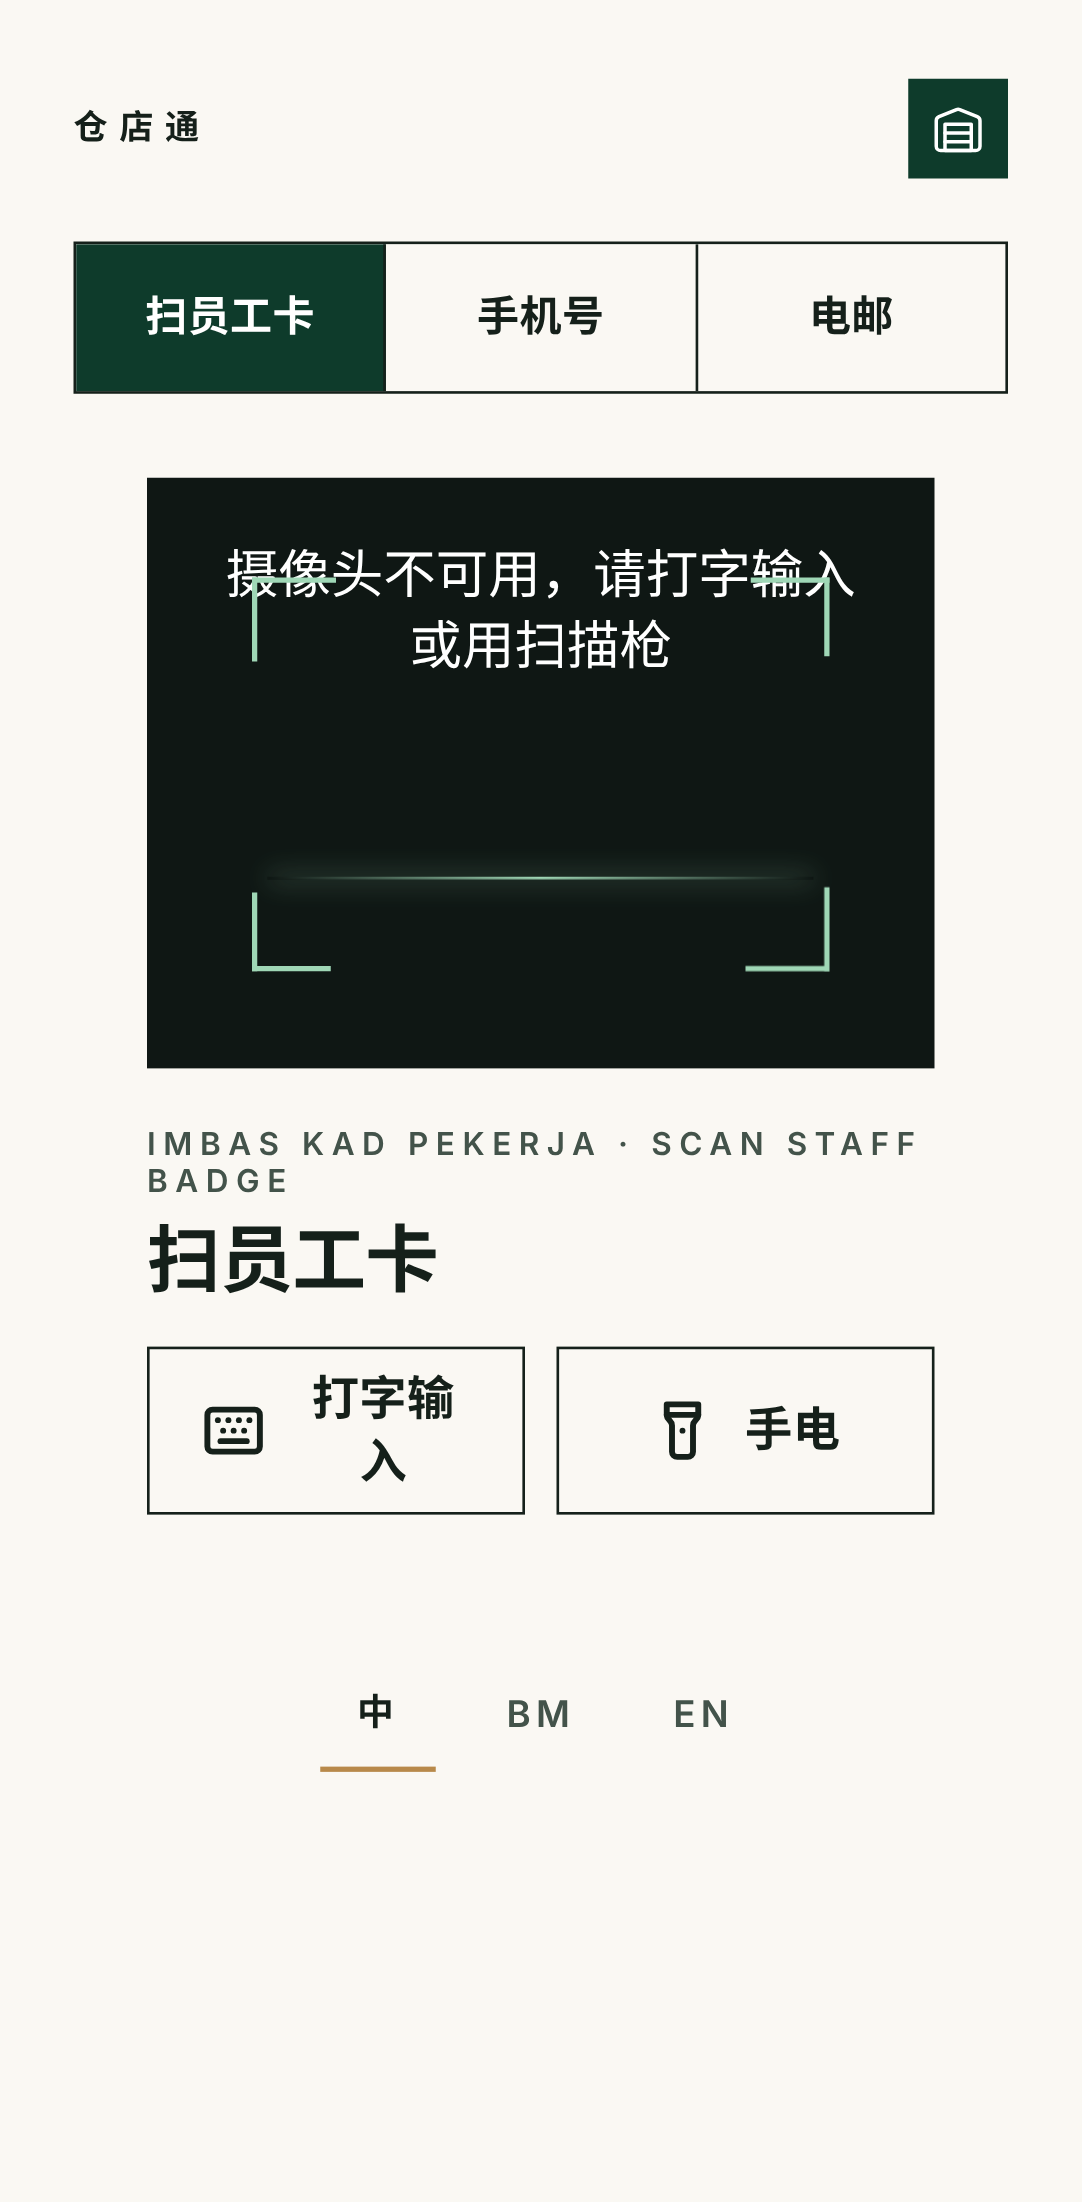 仓店通
扫员工卡
手机号
电邮
摄像头不可用，请打字输入
或用扫描枪
IMBAS KAD PEKERJA · SCAN STAFF
BADGE
扫员工卡
打字输
入
手电
中
BM
EN